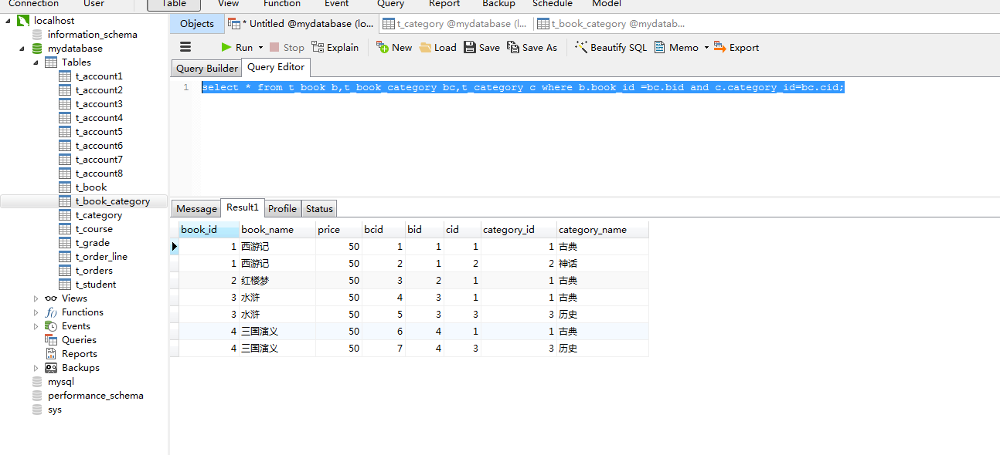 Connection User Table View Function Event Query Report Backup Schedule Model
localhost
information_schema
mydatabase
Tables
t_account1
t_account2
t_account3
t_account4
t_account5
t_account6
t_account7
t_account8
t_book
t_book_category
t_category
t_course
t_grade
t_order_line
t_orders
t_student
Views
Functions
Events
Queries
Reports
Backups
mysql
performance_schema
sys
Objects * Untitled @mydatabase (lo... t_category @mydatabase (l... t_book_category @mydatab...
Run Stop Explain New Load Save Save As Beautify SQL Memo Export
Query Builder Query Editor
1 select * from t_book b,t_book_category bc,t_category c where b.book_id =bc.bid and c.category_id=bc.cid;
Message Result1 Profile Status
book_id book_name price bcid bid cid category_id category_name
1 西游记 50 1 1 1 1 古典
1 西游记 50 2 1 2 2 神话
2 红楼梦 50 3 2 1 1 古典
3 水浒 50 4 3 1 1 古典
3 水浒 50 5 3 3 3 历史
4 三国演义 50 6 4 1 1 古典
4 三国演义 50 7 4 3 3 历史